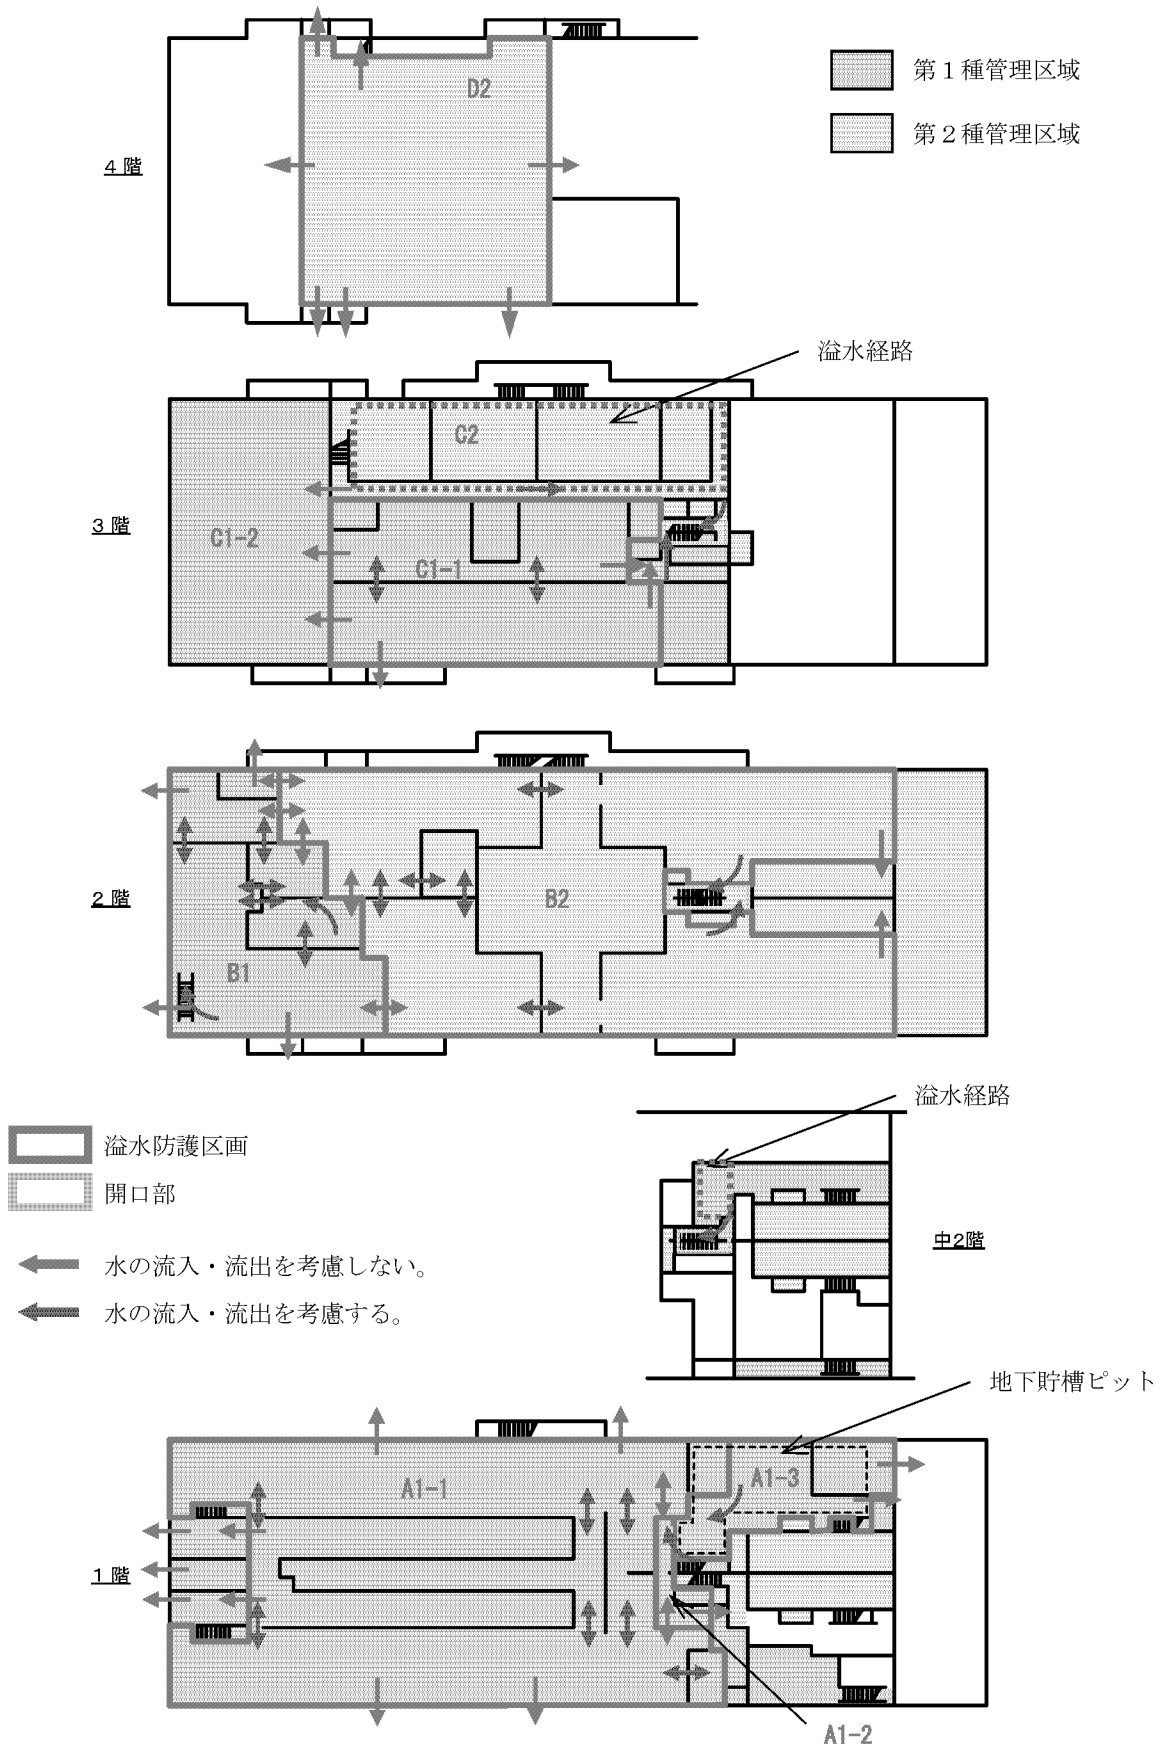 第１種管理区域
D2
第２種管理区域
４階
溢水経路
C2
３階
C1-2
C1-1
２階
B2
B1
溢水経路
溢水防護区画
開口部
中2階
水の流入・流出を考慮しない。
水の流入・流出を考慮する。
地下貯槽ピット
A1-1
A1-3
１階
A1-2